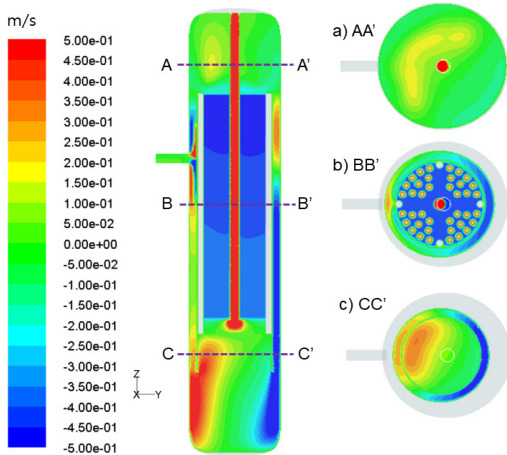 m/s
5.00e-01
4.50e-01
4.00e-01
3.50e-01
3.00e-01
2.50e-01
2.00e-01
1.50e-01
1.00e-01
5.00e-02
0.00e+00
-5.00e-02
-1.00e-01
-1.50e-01
-2.00e-01
-2.50e-01
-3.00e-01
-3.50e-01
-4.00e-01
-4.50e-01
-5.00e-01
A A'
B B'
C C'
Z
X Y
a) AA'
b) BB'
c) CC'